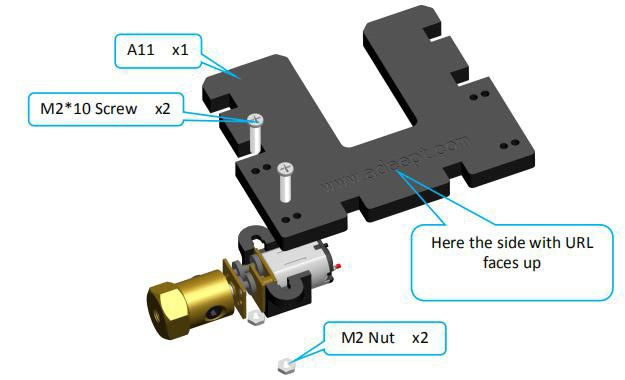 A11 x1
M2*10 Screw x2
www.adeept.com
Here the side with URL
faces up
M2 Nut x2